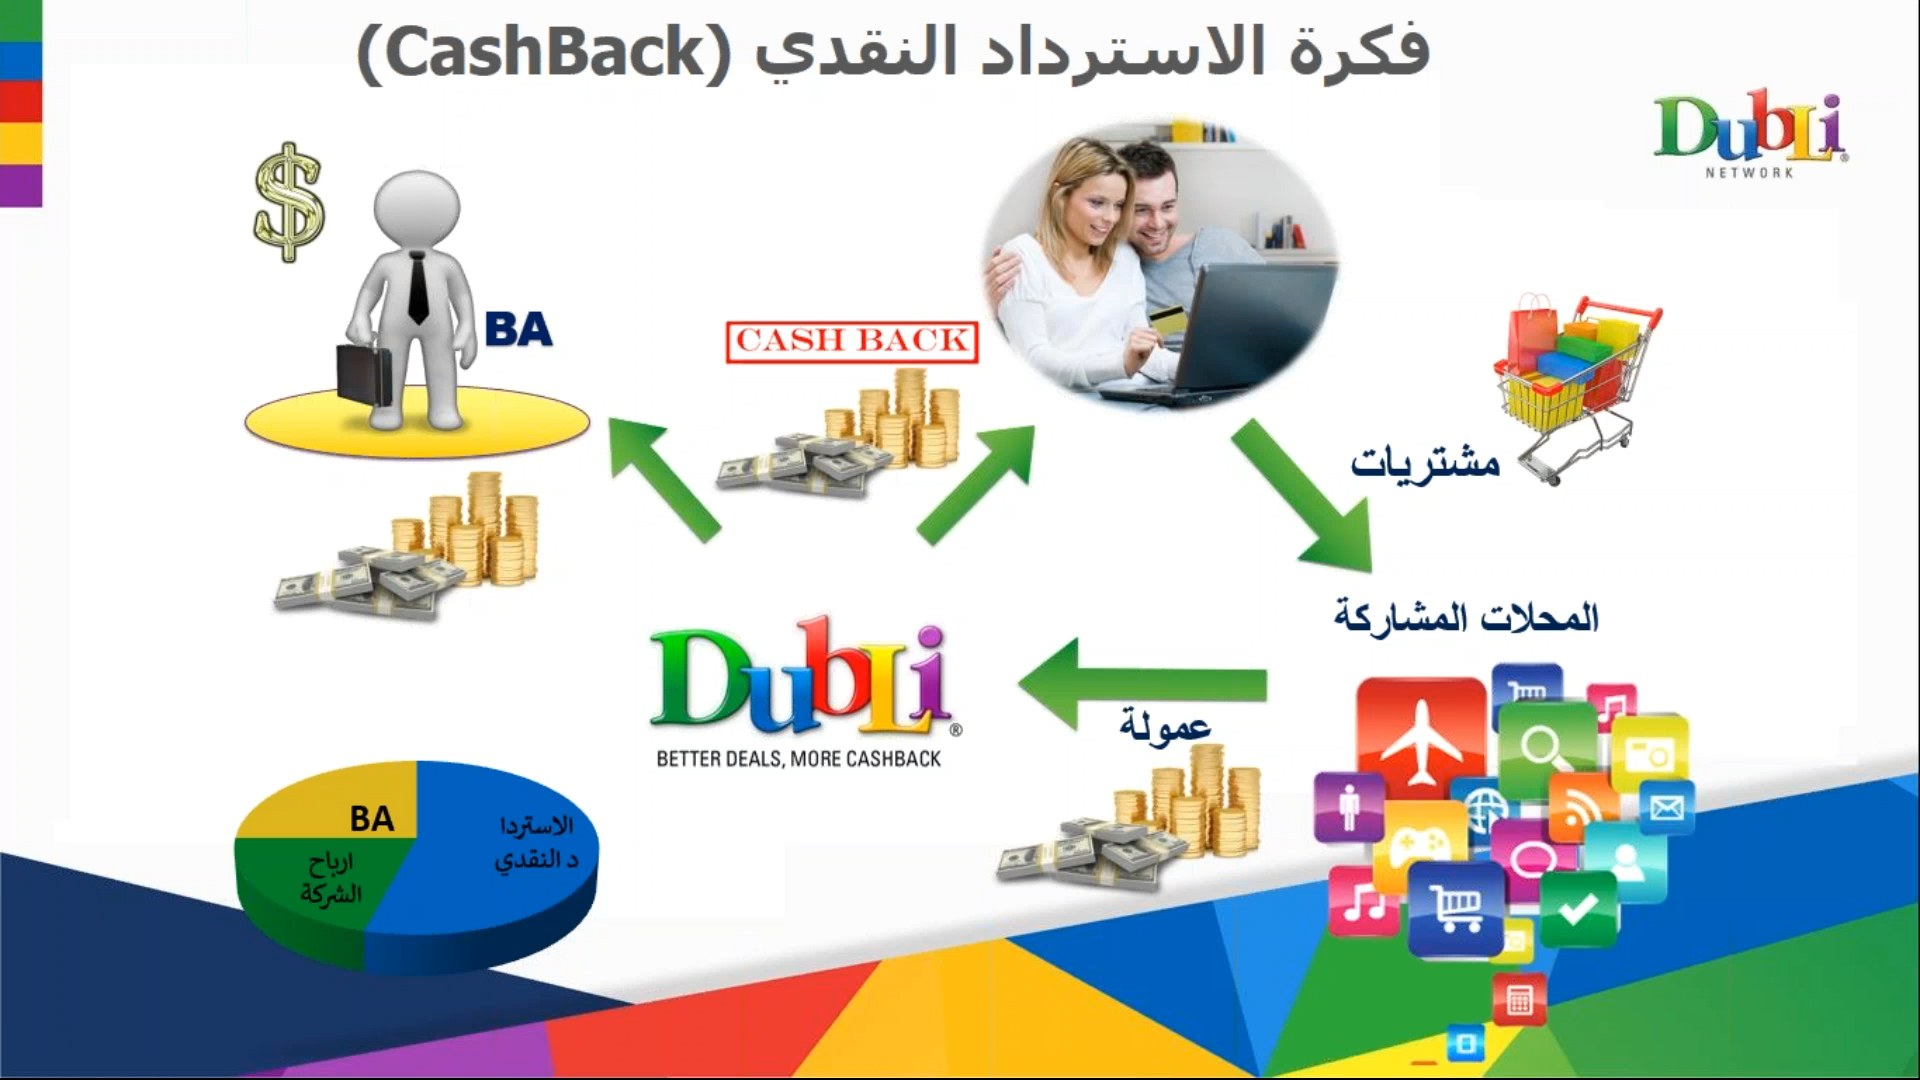 فكرة الاسترداد النقدي (CashBack)
DubLi
NETWORK
BA
CASH BACK
مشتريات
المحلات المشاركة
عمولة
DubLi
BETTER DEALS, MORE CASHBACK
BA
الاستردا
د النقدي
ارباح
الشركة